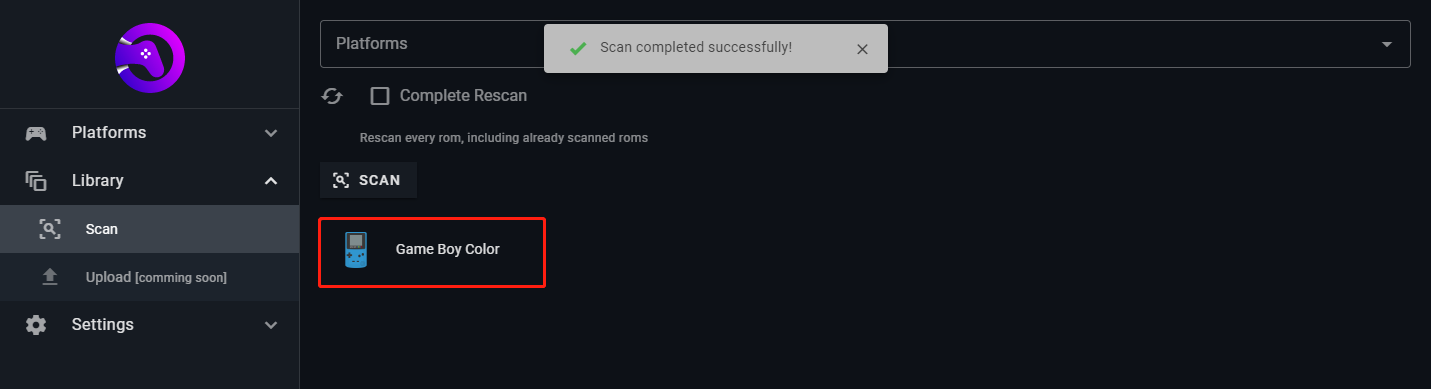 Platforms
Library
Scan
Upload [comming soon]
Settings
Platforms
Scan completed successfully!
Complete Rescan
Rescan every rom, including already scanned roms
SCAN
Game Boy Color